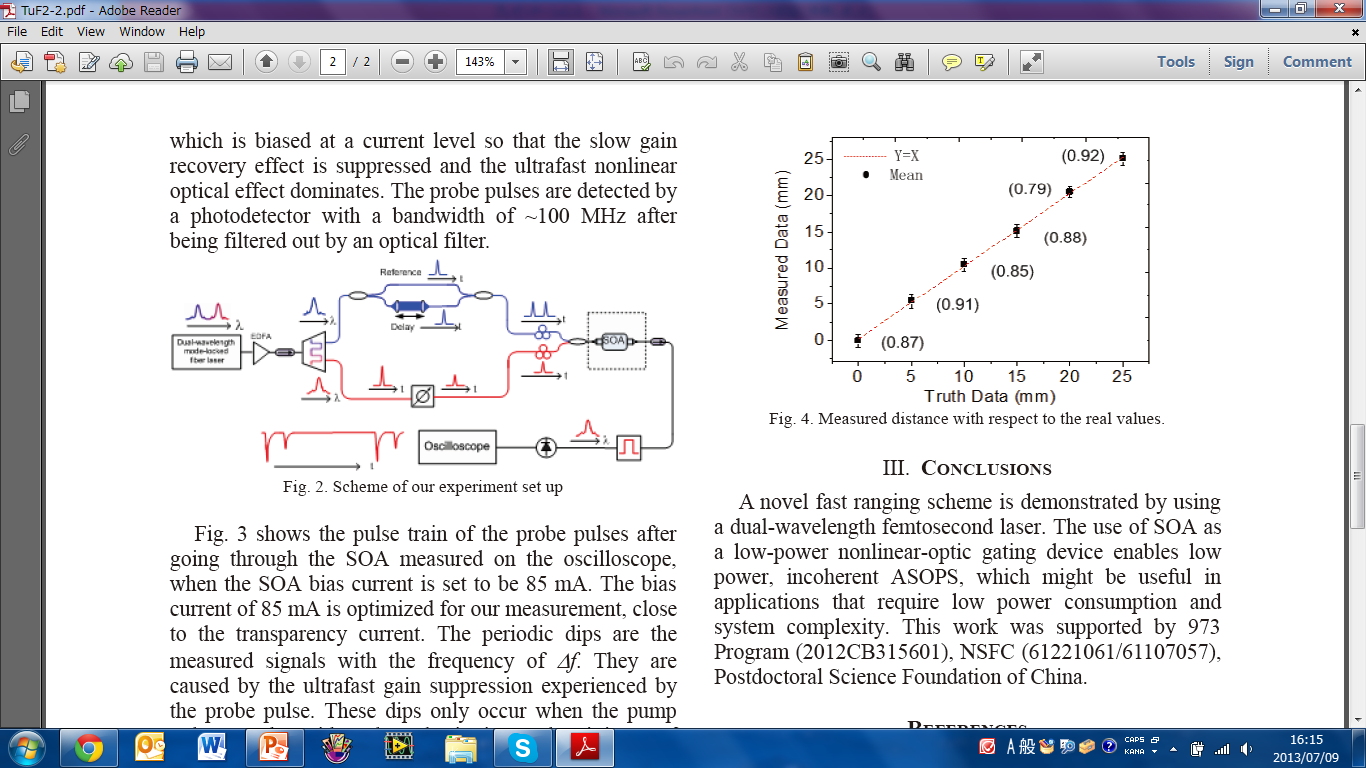 TuF2-2.pdf - Adobe Reader
File Edit View Window Help
2 / 2
143%
Tools Sign Comment
which is biased at a current level so that the slow gain
recovery effect is suppressed and the ultrafast nonlinear
optical effect dominates. The probe pulses are detected by
a photodetector with a bandwidth of ~100 MHz after
being filtered out by an optical filter.
Reference
t
λ
λ
Delay
t
t
Dual-wavelength
mode-locked
fiber laser
EDFA
SOA
λ
t
t
t
Oscilloscope
λ
t
Fig. 2. Scheme of our experiment set up
Fig. 3 shows the pulse train of the probe pulses after
going through the SOA measured on the oscilloscope,
when the SOA bias current is set to be 85 mA. The bias
current of 85 mA is optimized for our measurement, close
to the transparency current. The periodic dips are the
measured signals with the frequency of Δf. They are
caused by the ultrafast gain suppression experienced by
the probe pulse. These dips only occur when the pump
Measured Data (mm)
25
20
15
10
5
0
Y=X
Mean
(0.92)
(0.79)
(0.88)
(0.85)
(0.91)
(0.87)
0 5 10 15 20 25
Truth Data (mm)
Fig. 4. Measured distance with respect to the real values.
III. CONCLUSIONS
A novel fast ranging scheme is demonstrated by using
a dual-wavelength femtosecond laser. The use of SOA as
a low-power nonlinear-optic gating device enables low
power, incoherent ASOPS, which might be useful in
applications that require low power consumption and
system complexity. This work was supported by 973
Program (2012CB315601), NSFC (61221061/61107057),
Postdoctoral Science Foundation of China.
REFERENCES
A 般
CAPS
KANA
16:15
2013/07/09